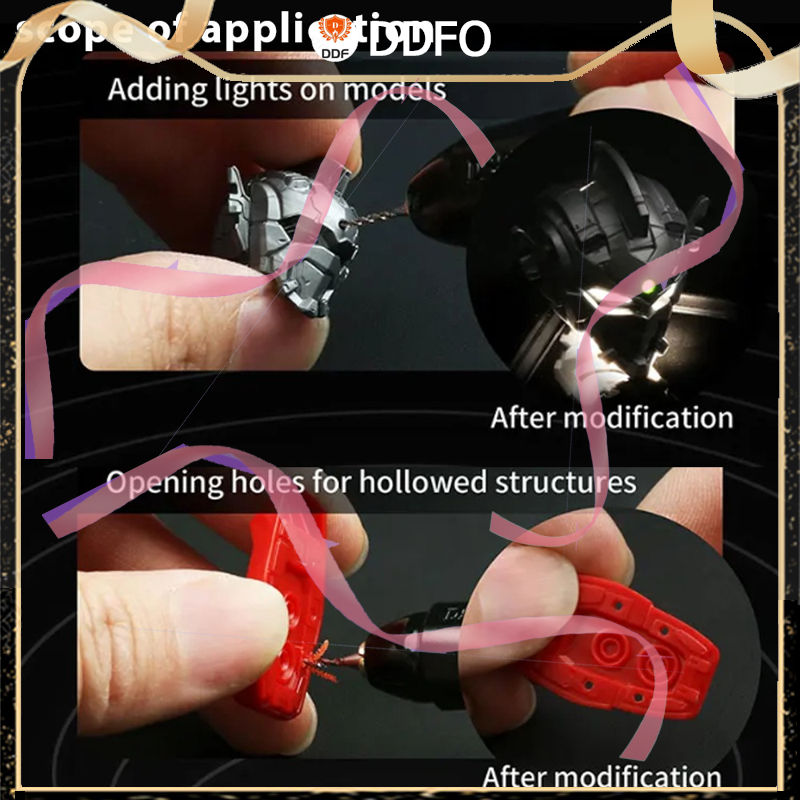 scope of application
DDF
DDFO
Adding lights on models
After modification
Opening holes for hollowed structures
After modification